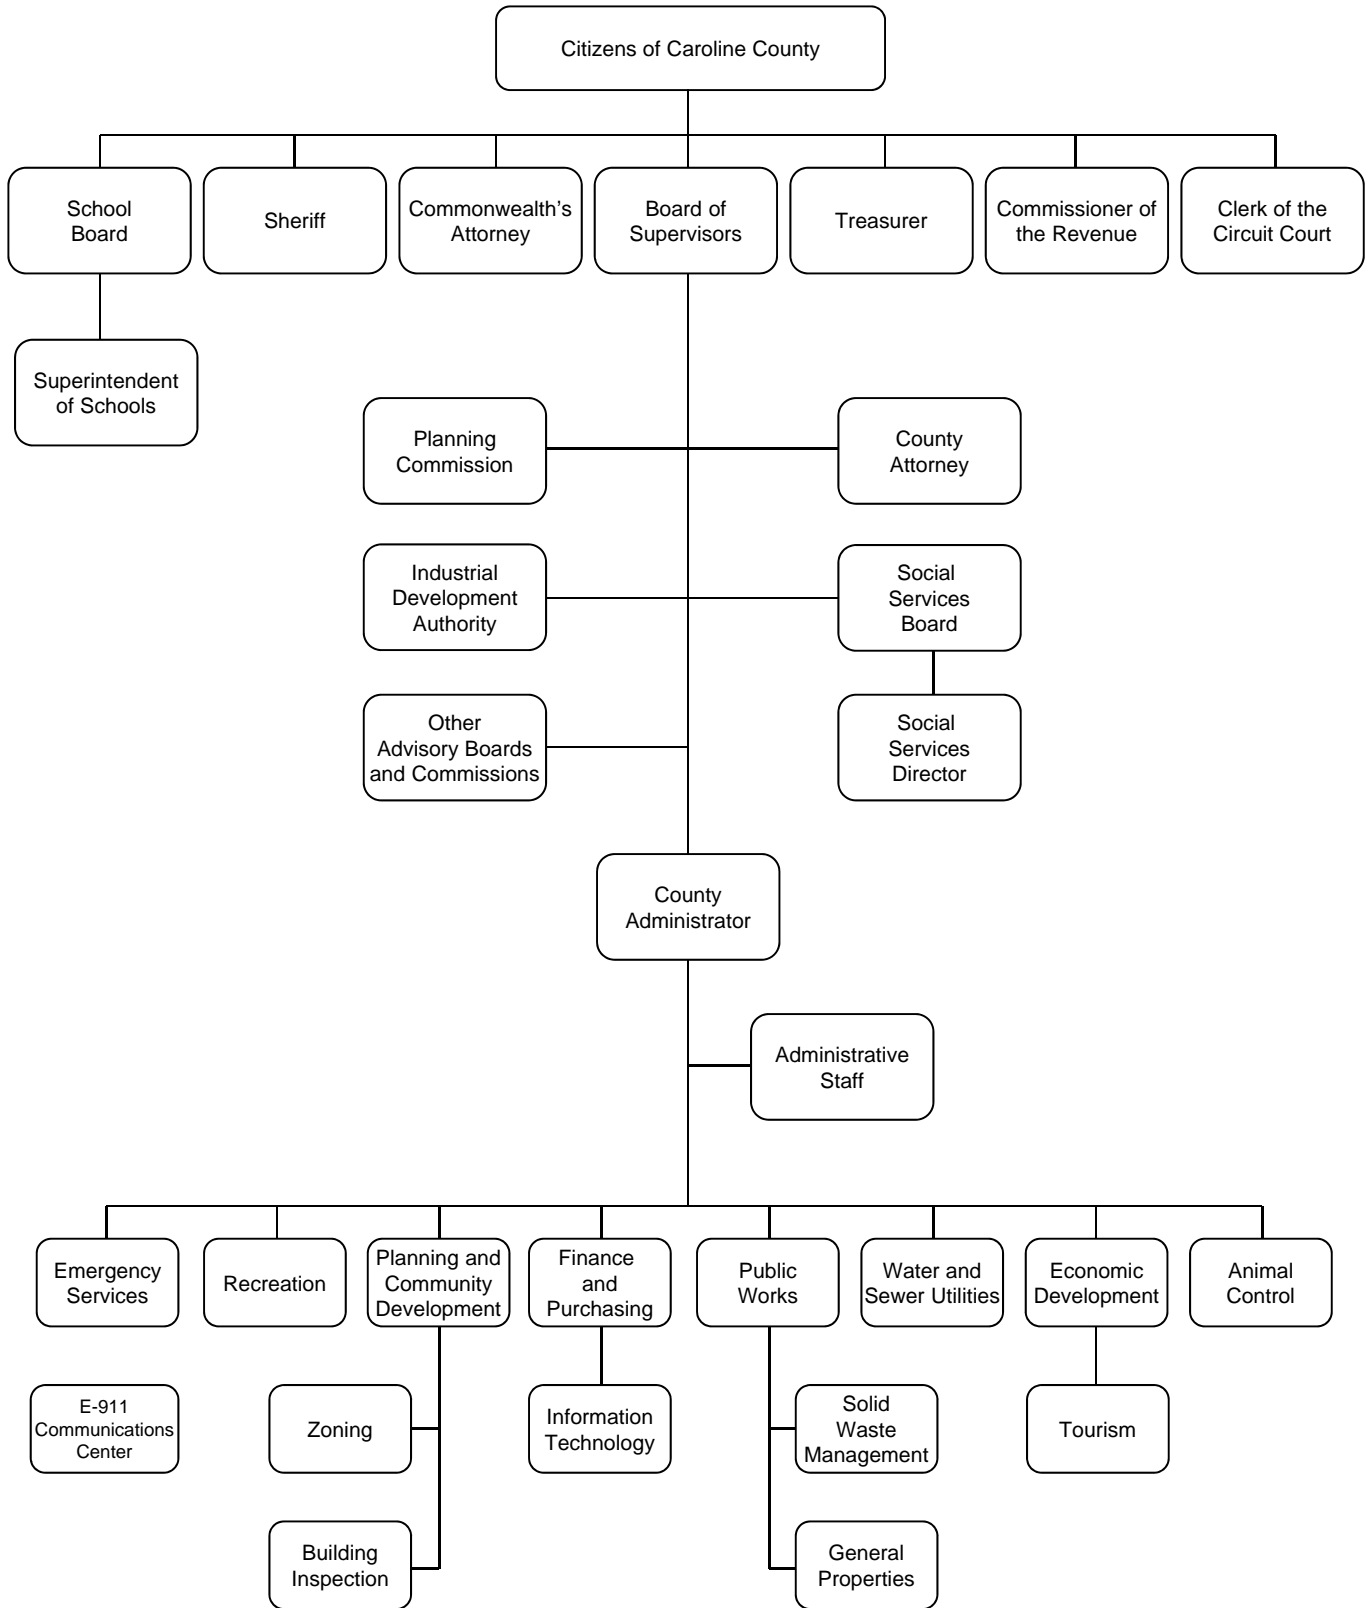 Citizens of Caroline County
School
Board
Sheriff
Commonwealth’s
Attorney
Board of
Supervisors
Treasurer
Commissioner of
the Revenue
Clerk of the
Circuit Court
Superintendent
of Schools
Planning
Commission
County
Attorney
Industrial
Development
Authority
Social
Services
Board
Other
Advisory Boards
and Commissions
Social
Services
Director
County
Administrator
Administrative
Staff
Emergency
Services
Recreation
Planning and
Community
Development
Finance
and
Purchasing
Public
Works
Water and
Sewer Utilities
Economic
Development
Animal
Control
E-911
Communications
Center
Zoning
Information
Technology
Solid
Waste
Management
Tourism
Building
Inspection
General
Properties